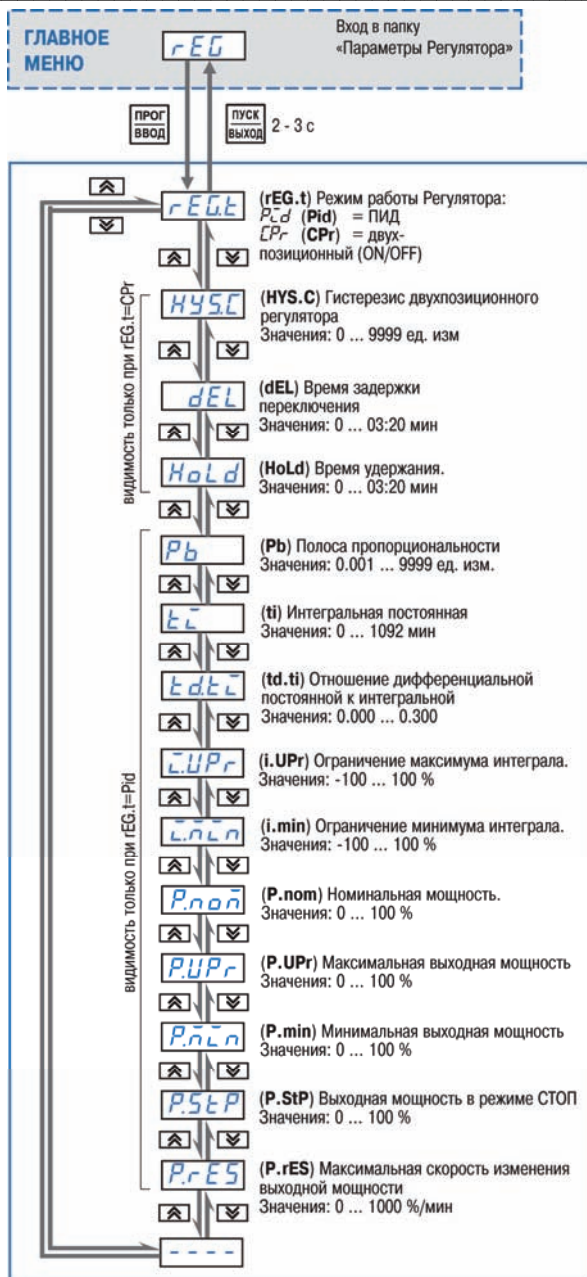 ГЛАВНОЕ
МЕНЮ
rEG
Вход в папку
«Параметры Регулятора»
ПРОГ
ВВОД
ПУСК
ВЫХОД
2 - 3 с
rEG.t
(rEG.t) Режим работы Регулятора:
Pid (Pid) = ПИД
CPr (CPr) = двух-
позиционный (ON/OFF)
видимость только при rEG.t=CPr
HYS.C
(HYS.C) Гистерезис двухпозиционного
регулятора
Значения: 0 ... 9999 ед. изм
dEL
(dEL) Время задержки
переключения
Значения: 0 ... 03:20 мин
HoLd
(HoLd) Время удержания.
Значения: 0 ... 03:20 мин
видимость только при rEG.t=Pid
Pb
(Pb) Полоса пропорциональности
Значения: 0.001 ... 9999 ед. изм.
ti
(ti) Интегральная постоянная
Значения: 0 ... 1092 мин
td.ti
(td.ti) Отношение дифференциальной
постоянной к интегральной
Значения: 0.000 ... 0.300
i.UPr
(i.UPr) Ограничение максимума интеграла.
Значения: -100 ... 100 %
i.min
(i.min) Ограничение минимума интеграла.
Значения: -100 ... 100 %
P.nom
(P.nom) Номинальная мощность.
Значения: 0 ... 100 %
P.UPr
(P.UPr) Максимальная выходная мощность
Значения: 0 ... 100 %
P.min
(P.min) Минимальная выходная мощность
Значения: 0 ... 100 %
P.StP
(P.StP) Выходная мощность в режиме СТОП
Значения: 0 ... 100 %
P.rES
(P.rES) Максимальная скорость изменения
выходной мощности
Значения: 0 ... 1000 %/мин
- - - -